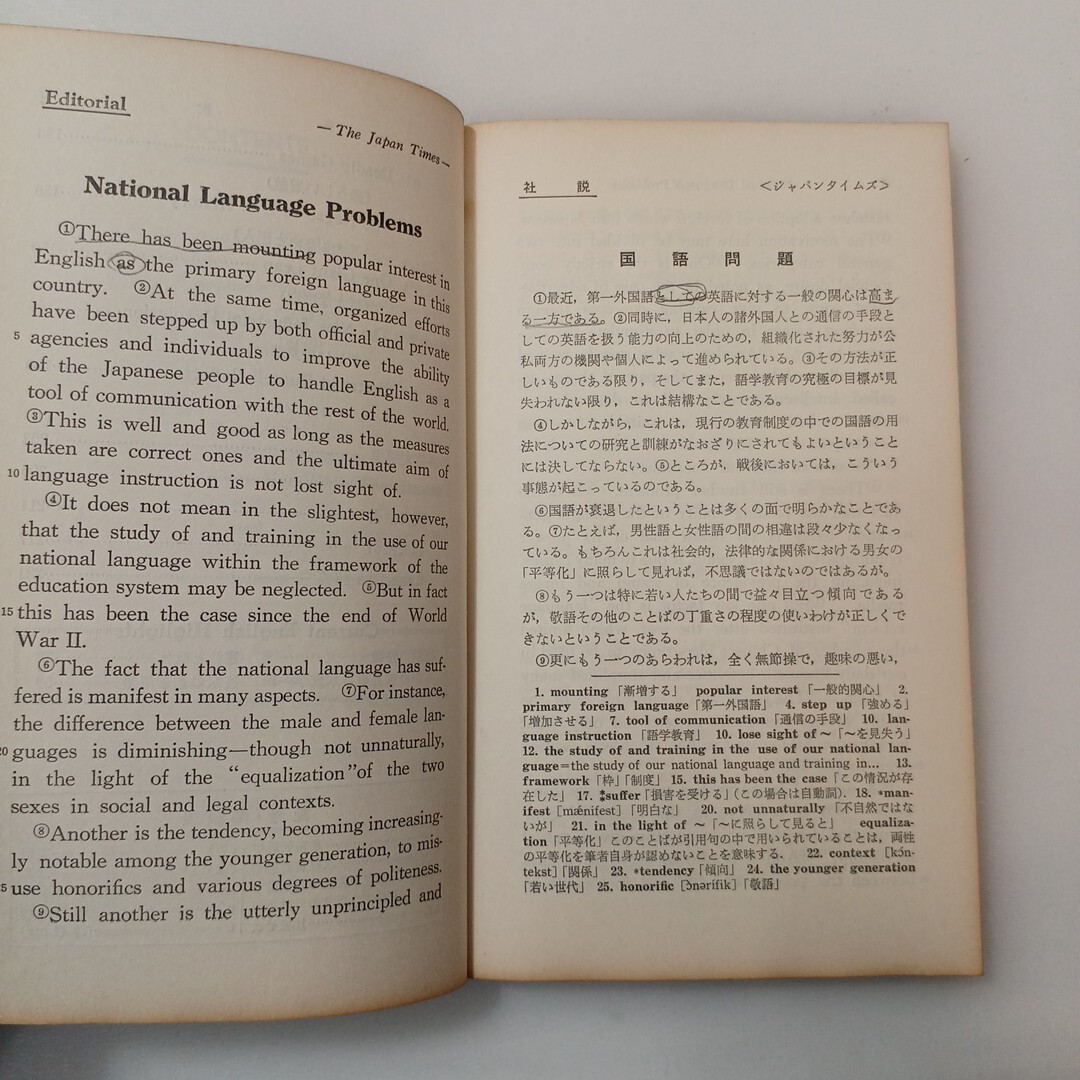 Editorial
— The Japan Times —
National Language Problems
①There has been mounting popular interest in
English as the primary foreign language in this
country. ②At the same time, organized efforts
have been stepped up by both official and private
5 agencies and individuals to improve the ability
of the Japanese people to handle English as a
tool of communication with the rest of the world.
③This is well and good as long as the measures
taken are correct ones and the ultimate aim of
10 language instruction is not lost sight of.
④It does not mean in the slightest, however,
that the study of and training in the use of our
national language within the framework of the
education system may be neglected. ⑤But in fact
15 this has been the case since the end of World
War II.
⑥The fact that the national language has suf-
fered is manifest in many aspects. ⑦For instance,
the difference between the male and female lan-
20 guages is diminishing—though not unnaturally,
in the light of the “equalization”of the two
sexes in social and legal contexts.
⑧Another is the tendency, becoming increasing-
ly notable among the younger generation, to mis-
25 use honorifics and various degrees of politeness.
⑨Still another is the utterly unprincipled and
社 説
＜ジャパンタイムズ＞
国語問題
①最近，第一外国語としての英語に対する一般の関心は高ま
る一方である。②同時に，日本人の諸外国人との通信の手段と
しての英語を扱う能力の向上のための，組織化された努力が公
私両方の機関や個人によって進められている。③その方法が正
しいものである限り，そしてまた，語学教育の究極の目標が見
失われない限り，これは結構なことである。
④しかしながら，これは，現行の教育制度の中での国語の用
法についての研究と訓練がなおざりにされてもよいということ
には決してならない。⑤ところが，戦後においては，こういう
事態が起こっているのである。
⑥国語が衰退したということは多くの面で明らかなことであ
る。⑦たとえば，男性語と女性語の間の相違は段々少なくなっ
ている。もちろんこれは社会的，法律的な関係における男女の
「平等化」に照らして見れば，不思議ではないのではあるが。
⑧もう一つは特に若い人たちの間で益々目立つ傾向である
が，敬語その他のことばの丁重さの程度の使いわけが正しくで
きないということである。
⑨更にもう一つのあらわれは，全く無節操で，趣味の悪い，
1. mounting「漸増する」 popular interest「一般的関心」 2.
primary foreign language「第一外国語」 4. step up「強める」
「増加させる」 7. tool of communication「通信の手段」 10. lan-
guage instruction「語学教育」 10. lose sight of～「～を見失う」
12. the study of and training in the use of our national lan-
guage=the study of our national language and training in... 13.
framework「枠」「制度」 15. this has been the case「この情況が存
在した」 17. ⁑suffer「損害を受ける」(この場合は自動詞). 18. *man-
ifest [mǽnifest]「明白な」 20. not unnaturally「不自然ではな
いが」 21. in the light of ～「～に照らして見ると」 equaliza-
tion「平等化」このことばが引用句の中で用いられていることは，両性
の平等化を筆者自身が認めないことを意味する. 22. context [kɔ́n-
tekst]「関係」 23. *tendency「傾向」 24. the younger generation
「若い世代」 25. honorific [ɔ̀nərífik]「敬語」